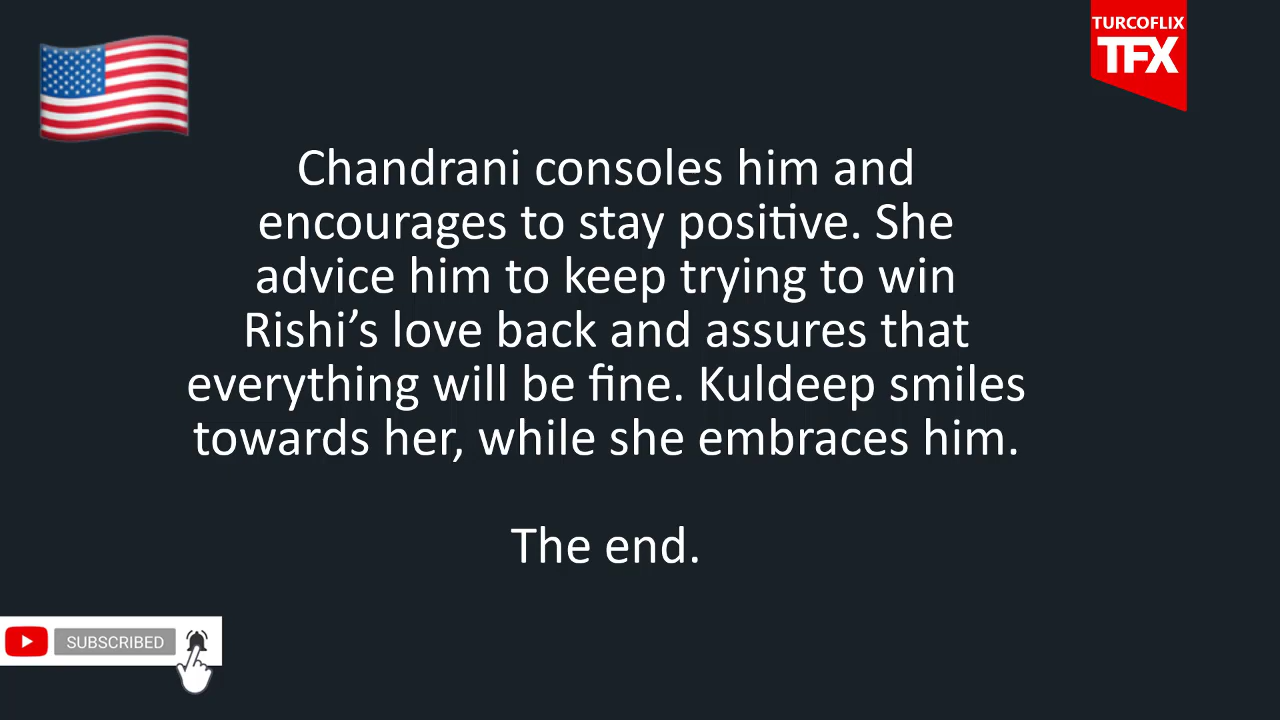 TURCOFLIX
TFX
Chandrani consoles him and
encourages to stay positive. She
advice him to keep trying to win
Rishi’s love back and assures that
everything will be fine. Kuldeep smiles
towards her, while she embraces him.
The end.
SUBSCRIBED